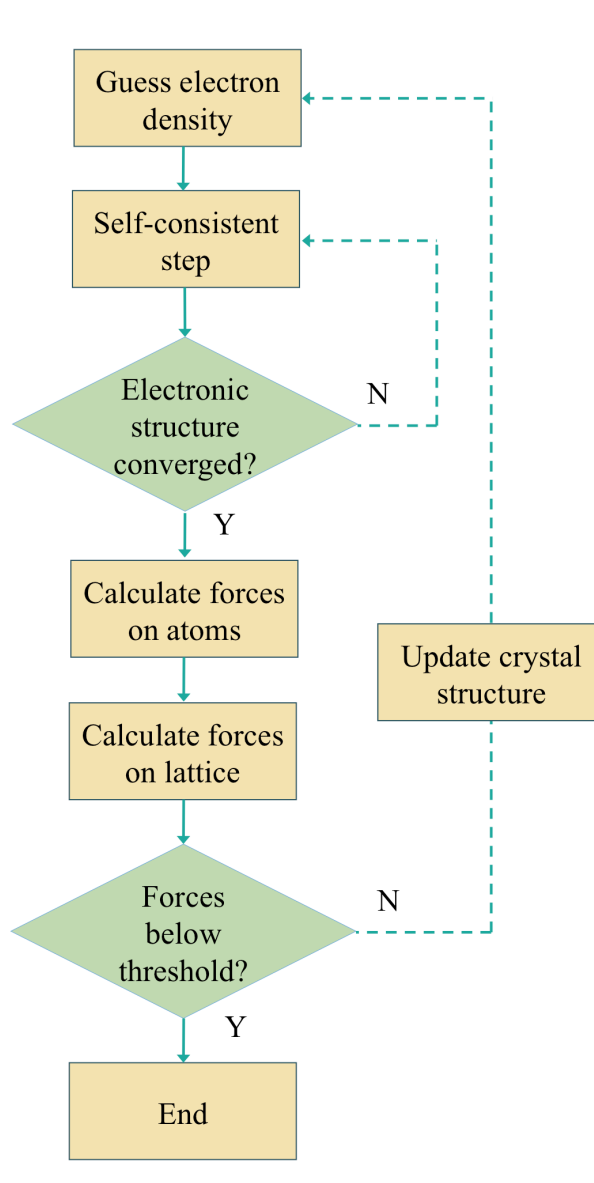 Guess electron
density
Self-consistent
step
Electronic
structure
converged?
N
Y
Calculate forces
on atoms
Update crystal
structure
Calculate forces
on lattice
Forces
below
threshold?
N
Y
End